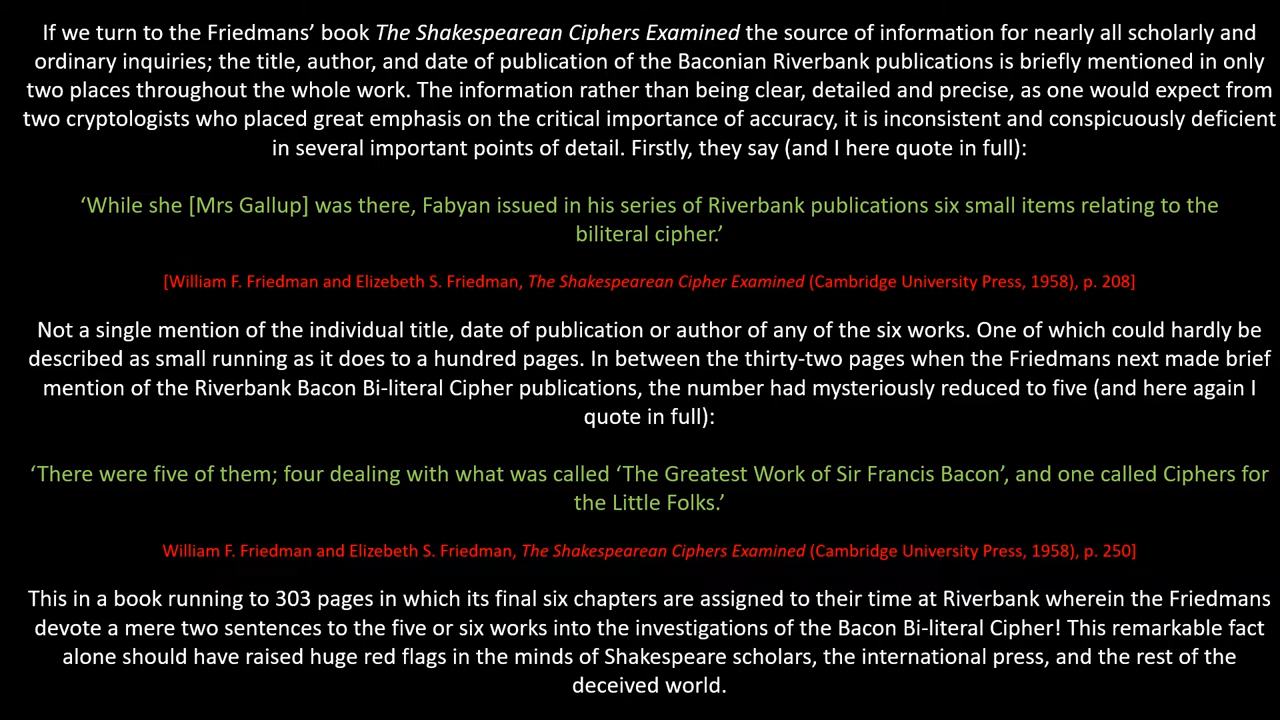 If we turn to the Friedmans’ book The Shakespearean Ciphers Examined the source of information for nearly all scholarly and
ordinary inquiries; the title, author, and date of publication of the Baconian Riverbank publications is briefly mentioned in only
two places throughout the whole work. The information rather than being clear, detailed and precise, as one would expect from
two cryptologists who placed great emphasis on the critical importance of accuracy, it is inconsistent and conspicuously deficient
in several important points of detail. Firstly, they say (and I here quote in full):
‘While she [Mrs Gallup] was there, Fabyan issued in his series of Riverbank publications six small items relating to the
biliteral cipher.’
[William F. Friedman and Elizebeth S. Friedman, The Shakespearean Cipher Examined (Cambridge University Press, 1958), p. 208]
Not a single mention of the individual title, date of publication or author of any of the six works. One of which could hardly be
described as small running as it does to a hundred pages. In between the thirty-two pages when the Friedmans next made brief
mention of the Riverbank Bacon Bi-literal Cipher publications, the number had mysteriously reduced to five (and here again I
quote in full):
‘There were five of them; four dealing with what was called ‘The Greatest Work of Sir Francis Bacon’, and one called Ciphers for
the Little Folks.’
William F. Friedman and Elizebeth S. Friedman, The Shakespearean Ciphers Examined (Cambridge University Press, 1958), p. 250]
This in a book running to 303 pages in which its final six chapters are assigned to their time at Riverbank wherein the Friedmans
devote a mere two sentences to the five or six works into the investigations of the Bacon Bi-literal Cipher! This remarkable fact
alone should have raised huge red flags in the minds of Shakespeare scholars, the international press, and the rest of the
deceived world.